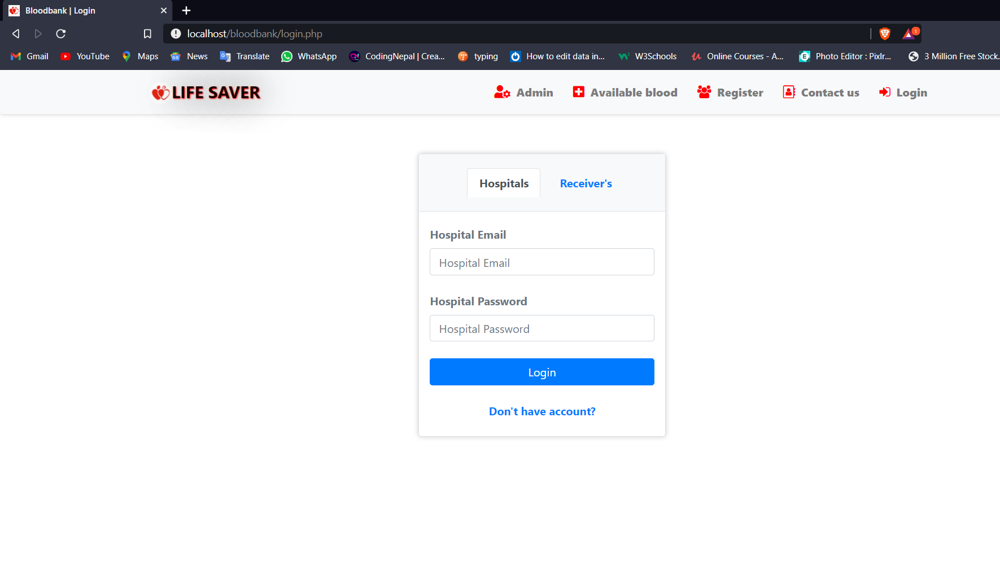 Bloodbank | Login
localhost/bloodbank/login.php
1
Gmail YouTube Maps News Translate WhatsApp CodingNepal | Crea... typing How to edit data in... W3Schools Online Courses - A... Photo Editor : Pixlr... 3 Million Free Stock.
LIFE SAVER Admin Available blood Register Contact us Login
Hospitals Receiver's
Hospital Email
Hospital Email
Hospital Password
Hospital Password
Login
Don't have account?